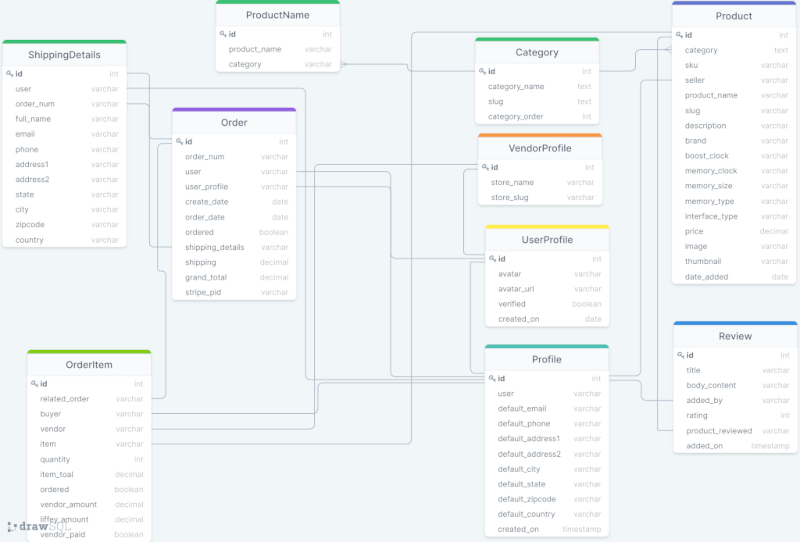 ProductName
id int
product_name varchar
category varchar
Product
id int
category text
sku varchar
seller varchar
product_name varchar
slug varchar
description varchar
brand varchar
boost_clock varchar
memory_clock varchar
memory_size varchar
memory_type varchar
interface_type varchar
price decimal
image varchar
thumbnail varchar
date_added date
ShippingDetails
id int
user varchar
order_num varchar
full_name varchar
email varchar
phone varchar
address1 varchar
address2 varchar
state varchar
city varchar
zipcode varchar
country varchar
Category
id int
category_name text
slug text
category_order int
Order
id int
order_num varchar
user varchar
user_profile varchar
create_date date
order_date date
ordered boolean
shipping_details varchar
shipping decimal
grand_total decimal
stripe_pid varchar
VendorProfile
id int
store_name varchar
store_slug varchar
UserProfile
id int
avatar varchar
avatar_url varchar
verified boolean
created_on date
Review
id int
title varchar
body_content varchar
added_by varchar
rating int
product_reviewed varchar
added_on timestamp
Profile
id int
user varchar
default_email varchar
default_phone varchar
default_address1 varchar
default_address2 varchar
default_city varchar
default_state varchar
default_zipcode varchar
default_country varchar
created_on timestamp
OrderItem
id int
related_order varchar
buyer varchar
vendor varchar
item varchar
quantity int
item_toal decimal
ordered boolean
vendor_amount decimal
liffey_amount decimal
vendor_paid boolean
drawSQL